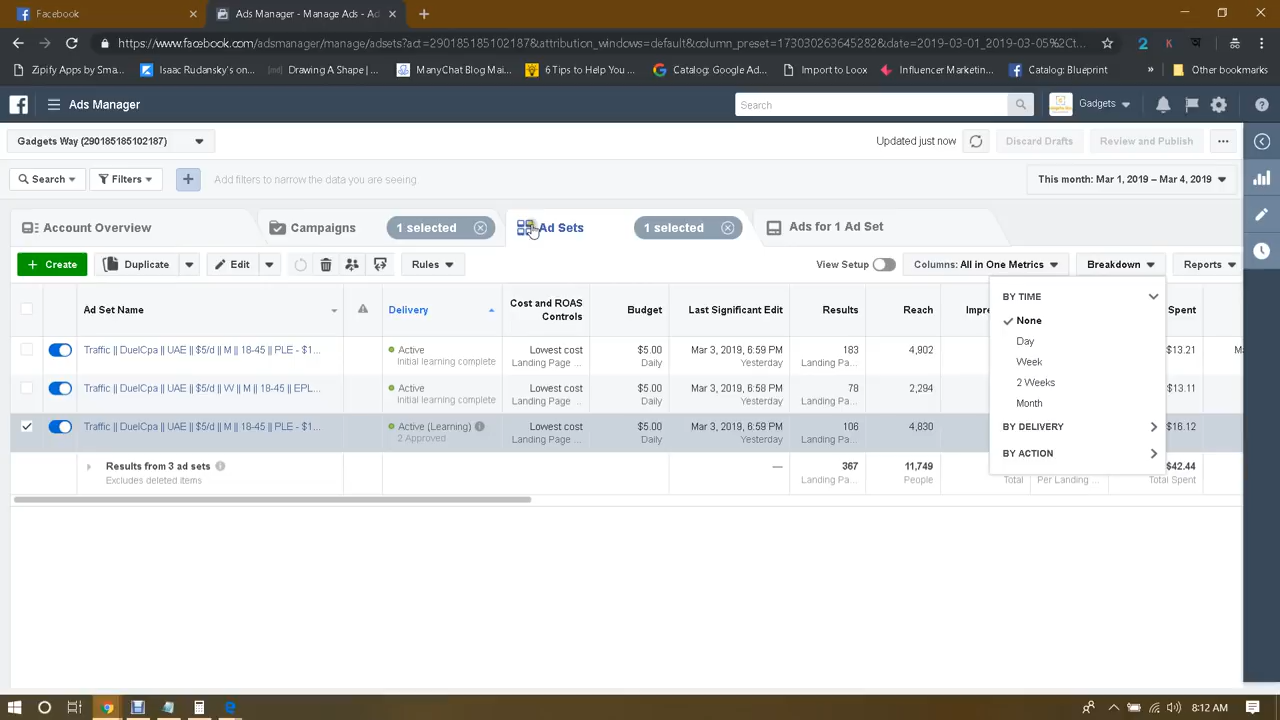 Facebook
Ads Manager - Manage Ads - Ad
https://www.facebook.com/adsmanager/manage/adsets?act=290185185102187&attribution_windows=default&column_preset=173030263645282&date=2019-03-01_2019-03-05%2Ct...
Zipify Apps by Sma...
Isaac Rudansky's on...
Drawing A Shape | ...
ManyChat Blog Mai...
6 Tips to Help You ...
Catalog: Google Ad...
Import to Loox
Influencer Marketin...
Catalog: Blueprint
»
Other bookmarks
Ads Manager
Search
Gadgets
Gadgets Way (290185185102187)
Updated just now
Discard Drafts
Review and Publish
Search
Filters
Add filters to narrow the data you are seeing
This month: Mar 1, 2019 – Mar 4, 2019
Account Overview
Campaigns
1 selected
Ad Sets
1 selected
Ads for 1 Ad Set
+ Create
Duplicate
Edit
Rules
View Setup
Columns: All in One Metrics
Breakdown
Reports
Ad Set Name
Delivery
Cost and ROAS Controls
Budget
Last Significant Edit
Results
Reach
Impre
Spent
BY TIME
None
Day
Week
2 Weeks
Month
BY DELIVERY
BY ACTION
Traffic || DuelCpa || UAE || $5/d || M || 18-45 || PLE - $1...
Active
Initial learning complete
Lowest cost
Landing Page ...
$5.00
Daily
Mar 3, 2019, 6:59 PM
Yesterday
183
Landing Pa...
4,902
$13.21
Traffic || DuelCpa || UAE || $5/d || W || M || 18-45 || EPL...
Active
Initial learning complete
Lowest cost
Landing Page ...
$5.00
Daily
Mar 3, 2019, 6:58 PM
Yesterday
78
Landing Pa...
2,294
$13.11
Traffic || DuelCpa || UAE || $5/d || M || 18-45 || PLE - $1...
Active (Learning)
2 Approved
Lowest cost
Landing Page ...
$5.00
Daily
Mar 3, 2019, 6:59 PM
Yesterday
106
Landing Pa...
4,830
$16.12
Results from 3 ad sets
Excludes deleted items
—
367
Landing Pa...
11,749
People
Total
Per Landing ...
$42.44
Total Spent
8:12 AM